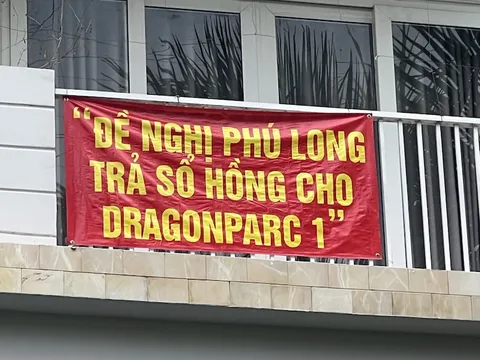 "ĐỀ NGHỊ PHÚ LONG
TRẢ SỔ HỒNG CHO
DRAGONPARC 1"